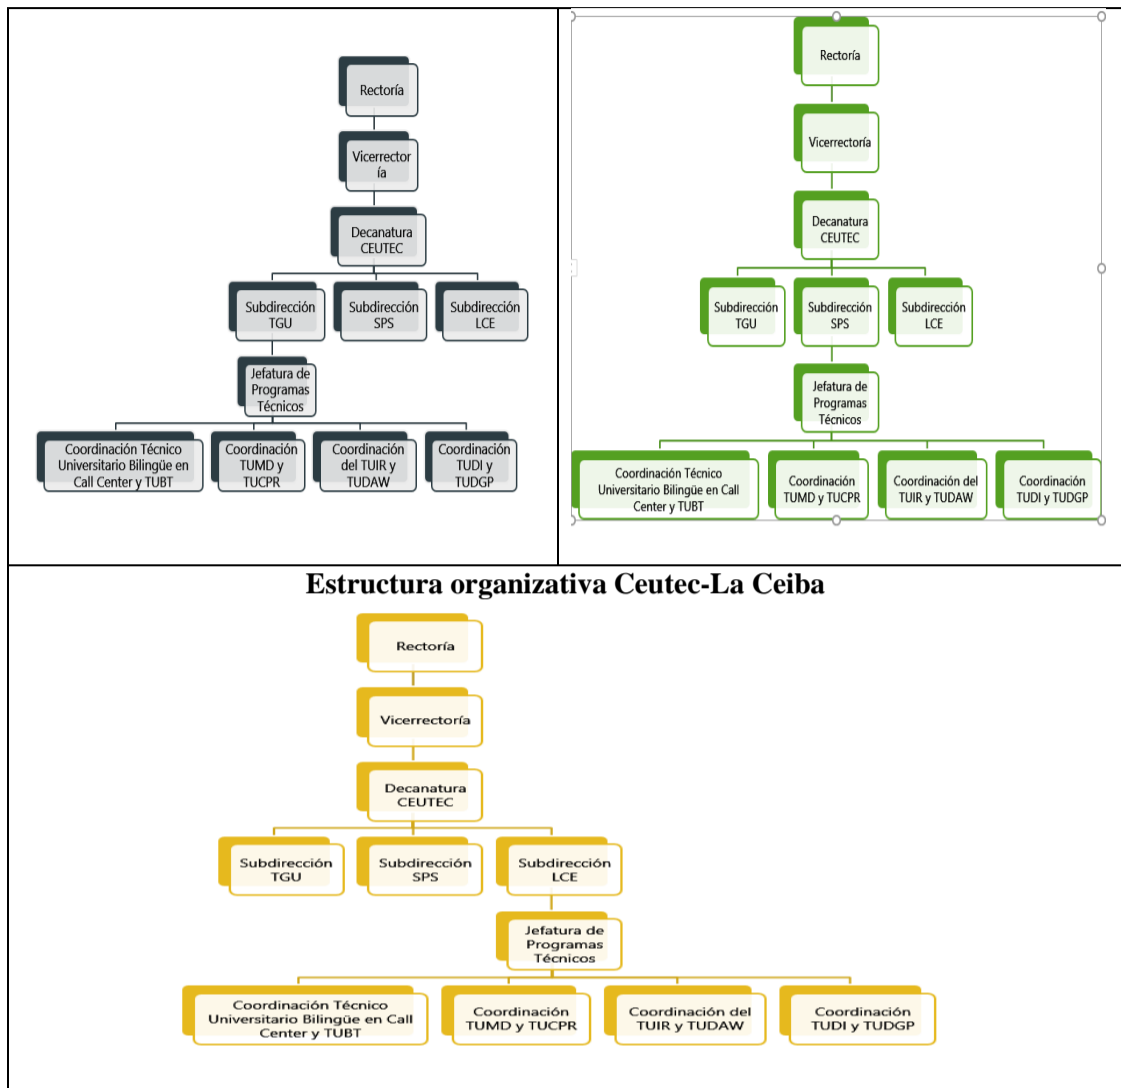 Rectoría
Vicerrector
ía
Decanatura
CEUTEC
Subdirección
TGU
Subdirección
SPS
Subdirección
LCE
Jefatura de
Programas
Técnicos
Coordinación Técnico
Universitario Bilingüe en
Call Center y TUBT
Coordinación
TUMD y
TUCPR
Coordinación
del TUIR y
TUDAW
Coordinación
TUDI y
TUDGP
Rectoría
Vicerrectoría
Decanatura
CEUTEC
Subdirección
TGU
Subdirección
SPS
Subdirección
LCE
Jefatura de
Programas
Técnicos
Coordinación Técnico
Universitario Bilingüe en Call
Center y TUBT
Coordinación
TUMD y TUCPR
Coordinación del
TUIR y TUDAW
Coordinación
TUDI y TUDGP
Estructura organizativa Ceutec-La Ceiba
Rectoría
Vicerrectoría
Decanatura
CEUTEC
Subdirección
TGU
Subdirección
SPS
Subdirección
LCE
Jefatura de
Programas
Técnicos
Coordinación Técnico
Universitario Bilingüe en Call
Center y TUBT
Coordinación
TUMD y TUCPR
Coordinación del
TUIR y TUDAW
Coordinación
TUDI y TUDGP